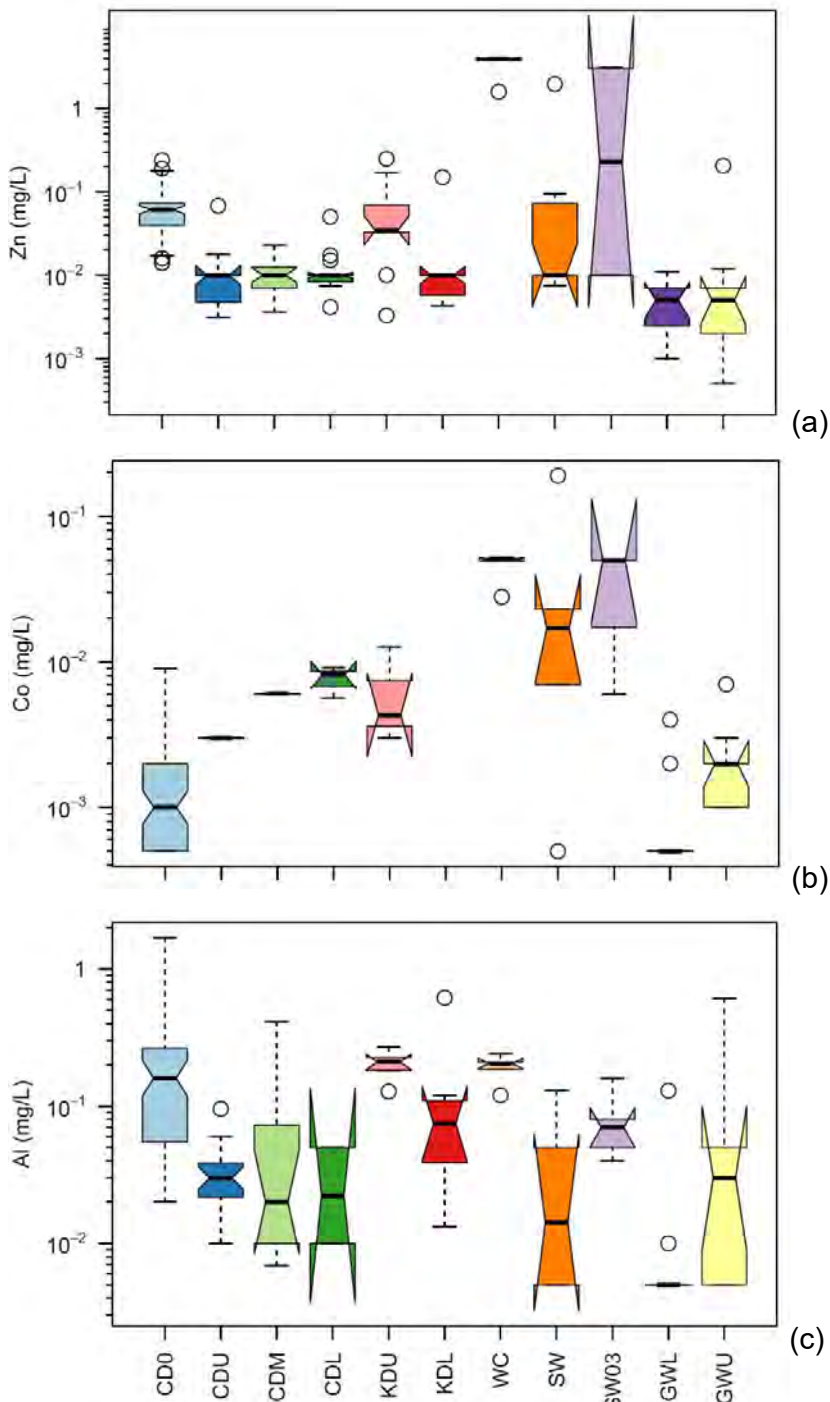 Zn (mg/L)
1
10⁻¹
10⁻²
10⁻³
(a)
Co (mg/L)
10⁻¹
10⁻²
10⁻³
(b)
Al (mg/L)
1
10⁻¹
10⁻²
(c)
CD0
CDU
CDM
CDL
KDU
KDL
WC
SW
SW03
GWL
GWU